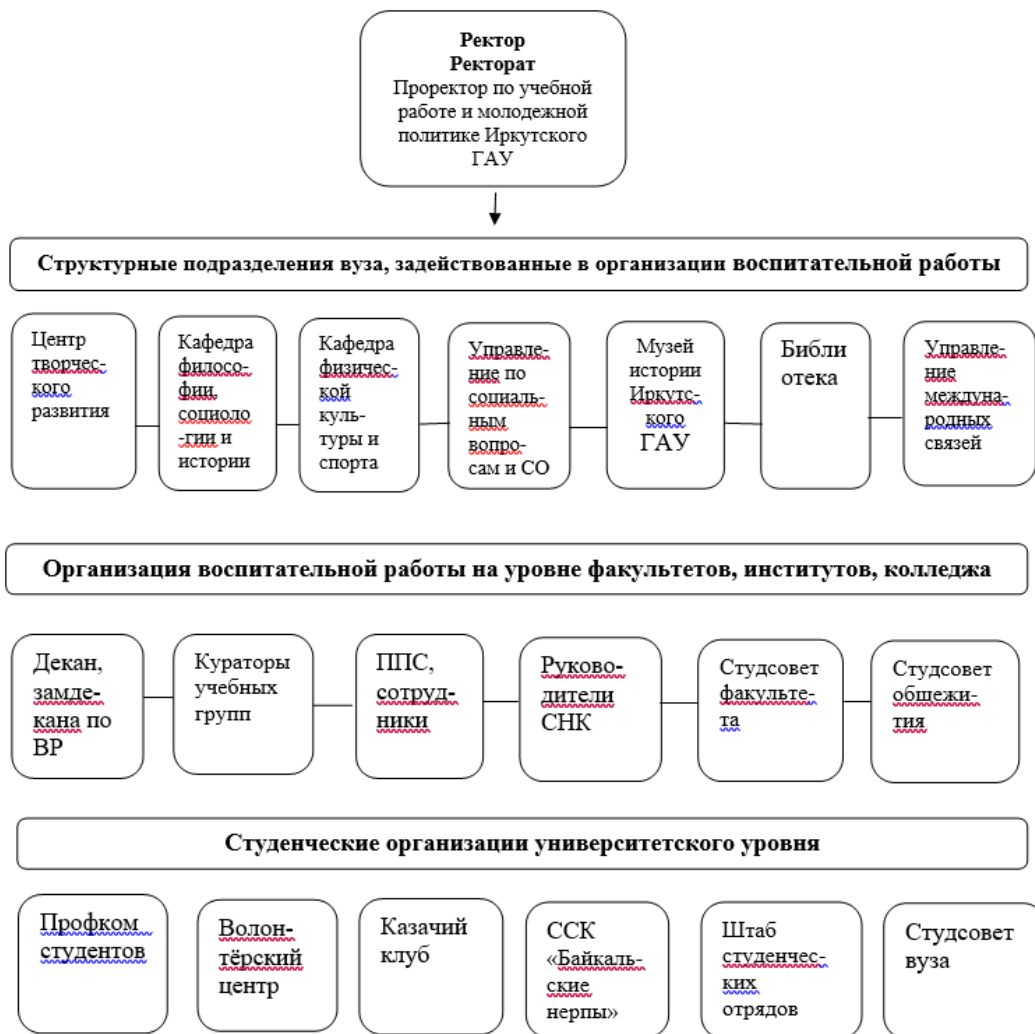 Ректор
Ректорат
Проректор по учебной
работе и молодежной
политике Иркутского
ГАУ
Структурные подразделения вуза, задействованные в организации воспитательной работы
Центр
творчес-
кого
развития
Кафедра
филосо-
фии,
социоло
-гии и
истории
Кафедра
физичес-
кой
куль-
туры и
спорта
Управле-
ние по
социаль-
ным
вопро-
сам и СО
Музей
истории
Иркутс-
кого
ГАУ
Библи
отека
Управле-
ние
междуна-
родных
связей
Организация воспитательной работы на уровне факультетов, институтов, колледжа
Декан,
замде-
кана по
ВР
Кураторы
учебных
групп
ППС,
сотруд-
ники
Руково-
дители
СНК
Студсовет
факульте-
та
Студсовет
общежи-
тия
Студенческие организации университетского уровня
Профком
студентов
Волон-
тёрский
центр
Казачий
клуб
ССК
«Байкаль-
ские
нерпы»
Штаб
студенчес-
ких
отрядов
Студсовет
вуза